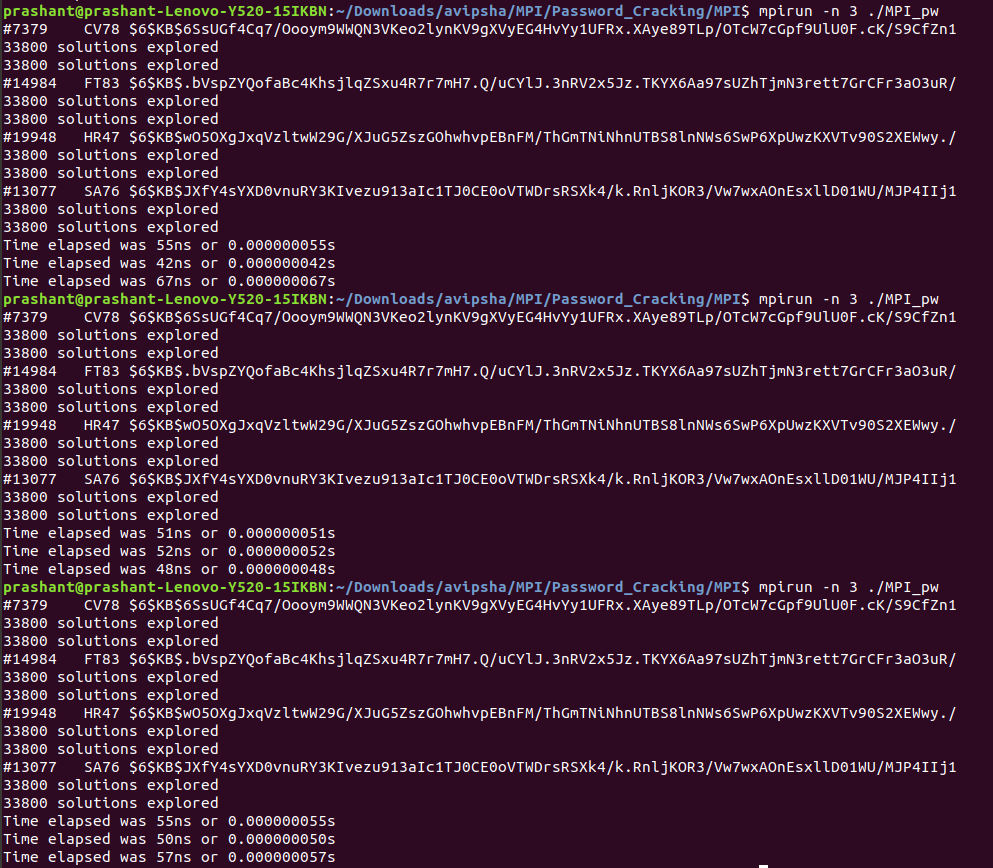 prashant@prashant-Lenovo-Y520-15IKBN:~/Downloads/avipsha/MPI/Password_Cracking/MPI$ mpirun -n 3 ./MPI_pw
#7379    CV78 $6$KB$6SsUGf4Cq7/Oooym9WWQN3VKeo2lynKV9gXVyEG4HvYy1UFRx.XAye89TLp/OTcW7cGpf9UlU0F.cK/S9CfZn1
33800 solutions explored
33800 solutions explored
#14984   FT83 $6$KB$.bVspZYQofaBc4KhsjlqZSxu4R7r7mH7.Q/uCYlJ.3nRV2x5Jz.TKYX6Aa97sUZhTjmN3rett7GrCFr3aO3uR/
33800 solutions explored
33800 solutions explored
#19948   HR47 $6$KB$wO5OXgJxqVzltwW29G/XJuG5ZszGOhwhvpEBnFM/ThGmTNiNhnUTBS8lnNWs6SwP6XpUwzKXVTv90S2XEWwy./
33800 solutions explored
33800 solutions explored
#13077   SA76 $6$KB$JXfY4sYXD0vnuRY3KIvezu913aIc1TJ0CE0oVTWDrsRSXk4/k.RnljKOR3/Vw7wxAOnEsxllD01WU/MJP4IIj1
33800 solutions explored
33800 solutions explored
Time elapsed was 55ns or 0.000000055s
Time elapsed was 42ns or 0.000000042s
Time elapsed was 67ns or 0.000000067s
prashant@prashant-Lenovo-Y520-15IKBN:~/Downloads/avipsha/MPI/Password_Cracking/MPI$ mpirun -n 3 ./MPI_pw
#7379    CV78 $6$KB$6SsUGf4Cq7/Oooym9WWQN3VKeo2lynKV9gXVyEG4HvYy1UFRx.XAye89TLp/OTcW7cGpf9UlU0F.cK/S9CfZn1
33800 solutions explored
33800 solutions explored
#14984   FT83 $6$KB$.bVspZYQofaBc4KhsjlqZSxu4R7r7mH7.Q/uCYlJ.3nRV2x5Jz.TKYX6Aa97sUZhTjmN3rett7GrCFr3aO3uR/
33800 solutions explored
33800 solutions explored
#19948   HR47 $6$KB$wO5OXgJxqVzltwW29G/XJuG5ZszGOhwhvpEBnFM/ThGmTNiNhnUTBS8lnNWs6SwP6XpUwzKXVTv90S2XEWwy./
33800 solutions explored
33800 solutions explored
#13077   SA76 $6$KB$JXfY4sYXD0vnuRY3KIvezu913aIc1TJ0CE0oVTWDrsRSXk4/k.RnljKOR3/Vw7wxAOnEsxllD01WU/MJP4IIj1
33800 solutions explored
33800 solutions explored
Time elapsed was 51ns or 0.000000051s
Time elapsed was 52ns or 0.000000052s
Time elapsed was 48ns or 0.000000048s
prashant@prashant-Lenovo-Y520-15IKBN:~/Downloads/avipsha/MPI/Password_Cracking/MPI$ mpirun -n 3 ./MPI_pw
#7379    CV78 $6$KB$6SsUGf4Cq7/Oooym9WWQN3VKeo2lynKV9gXVyEG4HvYy1UFRx.XAye89TLp/OTcW7cGpf9UlU0F.cK/S9CfZn1
33800 solutions explored
33800 solutions explored
#14984   FT83 $6$KB$.bVspZYQofaBc4KhsjlqZSxu4R7r7mH7.Q/uCYlJ.3nRV2x5Jz.TKYX6Aa97sUZhTjmN3rett7GrCFr3aO3uR/
33800 solutions explored
33800 solutions explored
#19948   HR47 $6$KB$wO5OXgJxqVzltwW29G/XJuG5ZszGOhwhvpEBnFM/ThGmTNiNhnUTBS8lnNWs6SwP6XpUwzKXVTv90S2XEWwy./
33800 solutions explored
33800 solutions explored
#13077   SA76 $6$KB$JXfY4sYXD0vnuRY3KIvezu913aIc1TJ0CE0oVTWDrsRSXk4/k.RnljKOR3/Vw7wxAOnEsxllD01WU/MJP4IIj1
33800 solutions explored
33800 solutions explored
Time elapsed was 55ns or 0.000000055s
Time elapsed was 50ns or 0.000000050s
Time elapsed was 57ns or 0.000000057s